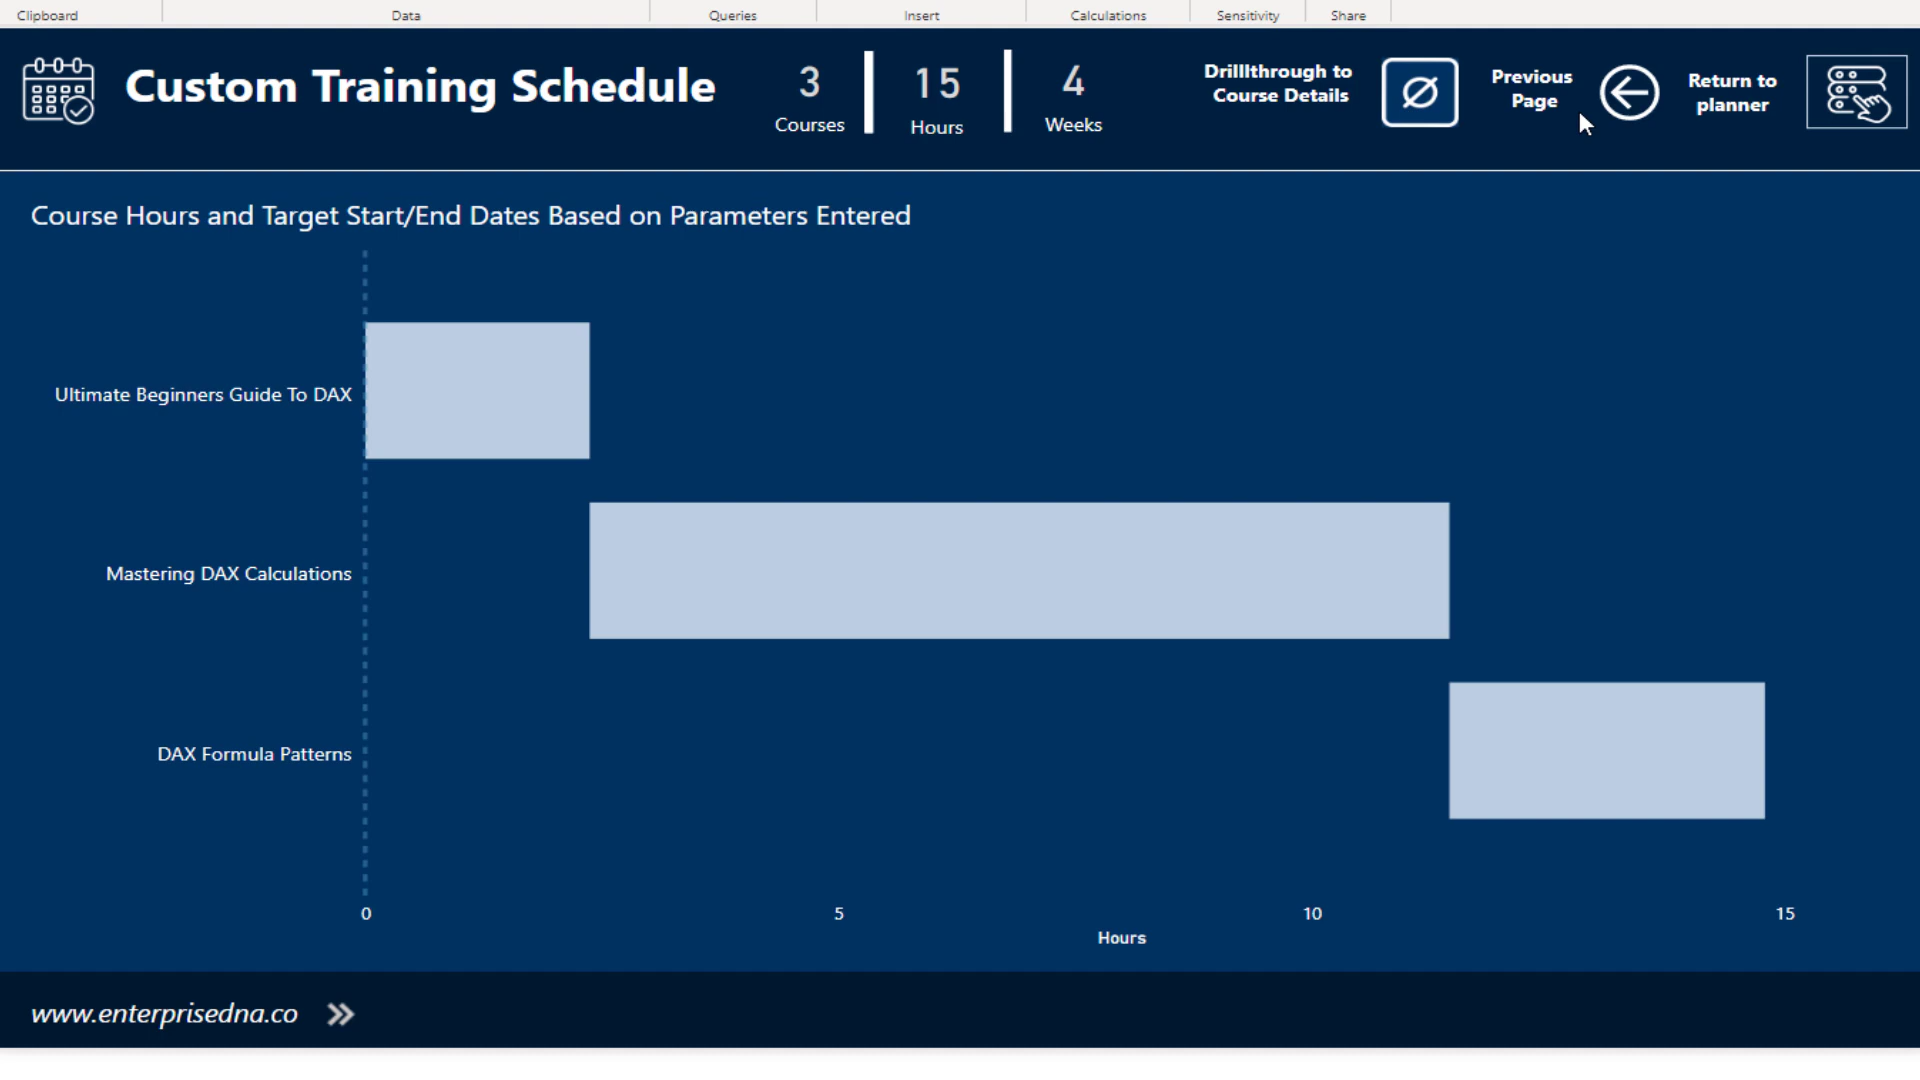 Clipboard
Data
Queries
Insert
Calculations
Sensitivity
Share
Custom Training Schedule
3
Courses
15
Hours
4
Weeks
Drilllthrough to
Course Details
Previous
Page
Return to
planner
Course Hours and Target Start/End Dates Based on Parameters Entered
Ultimate Beginners Guide To DAX
Mastering DAX Calculations
DAX Formula Patterns
0 5 10 15
Hours
www.enterprisedna.co